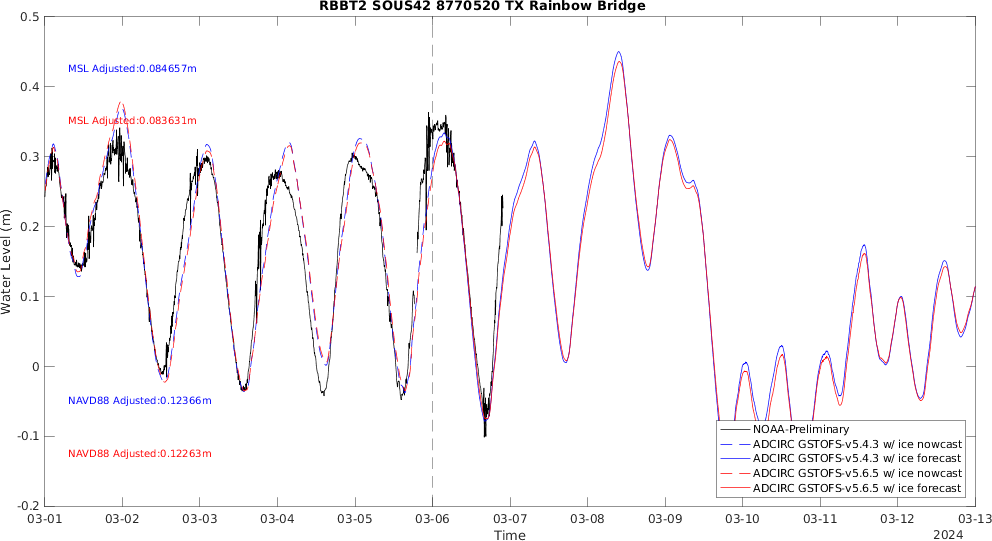 RBBT2 SOUS42 8770520 TX Rainbow Bridge
0.5
0.4
0.3
0.2
0.1
0
-0.1
-0.2
Water Level (m)
MSL Adjusted:0.084657m
MSL Adjusted:0.083631m
NAVD88 Adjusted:0.12366m
NAVD88 Adjusted:0.12263m
NOAA-Preliminary
ADCIRC GSTOFS-v5.4.3 w/ ice nowcast
ADCIRC GSTOFS-v5.4.3 w/ ice forecast
ADCIRC GSTOFS-v5.6.5 w/ ice nowcast
ADCIRC GSTOFS-v5.6.5 w/ ice forecast
03-01 03-02 03-03 03-04 03-05 03-06 03-07 03-08 03-09 03-10 03-11 03-12 03-13
Time
2024